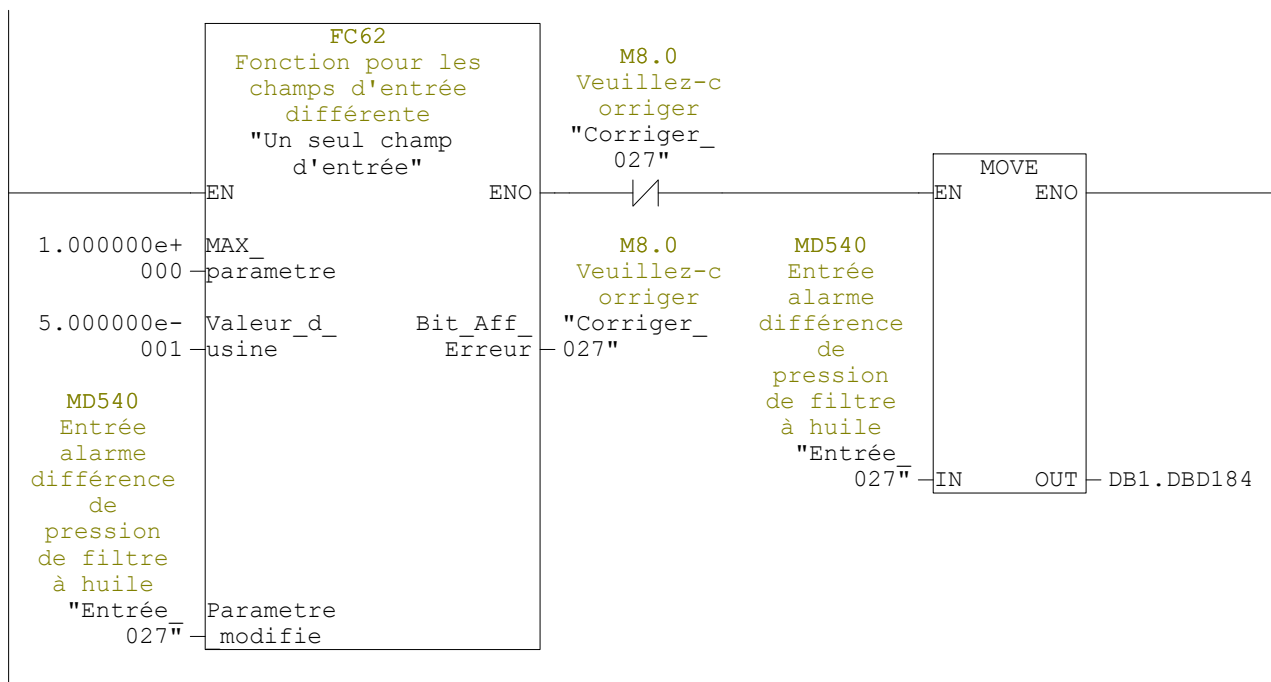 FC62
Fonction pour les
champs d'entrée
différente
"Un seul champ
d'entrée"
EN
ENO
1.000000e+
000
MAX_
parametre
5.000000e-
001
Valeur_d_
usine
Bit_Aff_
Erreur
MD540
Entrée
alarme
différence
de
pression
de filtre
à huile
"Entrée_
027"
Parametre
_modifie
M8.0
Veuillez-c
orriger
"Corriger_
027"
M8.0
Veuillez-c
orriger
"Corriger_
027"
MOVE
EN
ENO
MD540
Entrée
alarme
différence
de
pression
de filtre
à huile
"Entrée_
027"
IN
OUT
DB1.DBD184